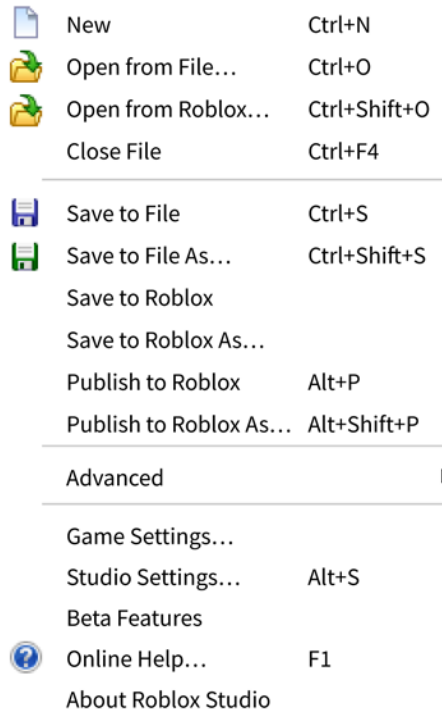 New Ctrl+N
Open from File… Ctrl+O
Open from Roblox… Ctrl+Shift+O
Close File Ctrl+F4
Save to File Ctrl+S
Save to File As… Ctrl+Shift+S
Save to Roblox
Save to Roblox As…
Publish to Roblox Alt+P
Publish to Roblox As… Alt+Shift+P
Advanced
Game Settings…
Studio Settings… Alt+S
Beta Features
Online Help… F1
About Roblox Studio